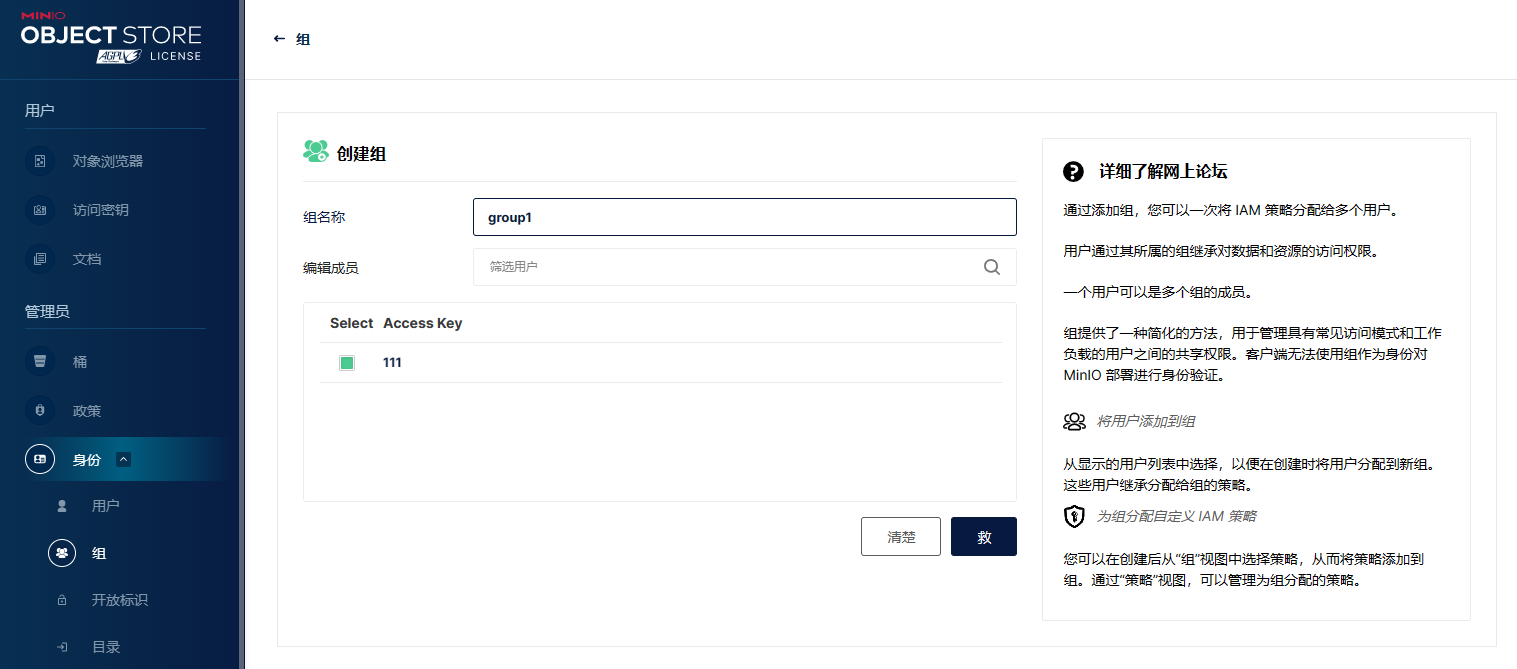 MINIO
OBJECT STORE
AGPLV3 LICENSE
用户
对象浏览器
访问密钥
文档
管理员
桶
政策
身份
用户
组
开放标识
目录
← 组
创建组
组名称
group1
编辑成员
筛选用户
Select Access Key
111
清楚
救
详细了解网上论坛
通过添加组，您可以一次将 IAM 策略分配给多个用户。
用户通过其所属的组继承对数据和资源的访问权限。
一个用户可以是多个组的成员。
组提供了一种简化的方法，用于管理具有常见访问模式和工作
负载的用户之间的共享权限。客户端无法使用组作为身份对
MinIO 部署进行身份验证。
将用户添加到组
从显示的用户列表中选择，以便在创建时将用户分配到新组。
这些用户继承分配给组的策略。
为组分配自定义 IAM 策略
您可以在创建后从“组”视图中选择策略，从而将策略添加到
组。通过“策略”视图，可以管理为组分配的策略。